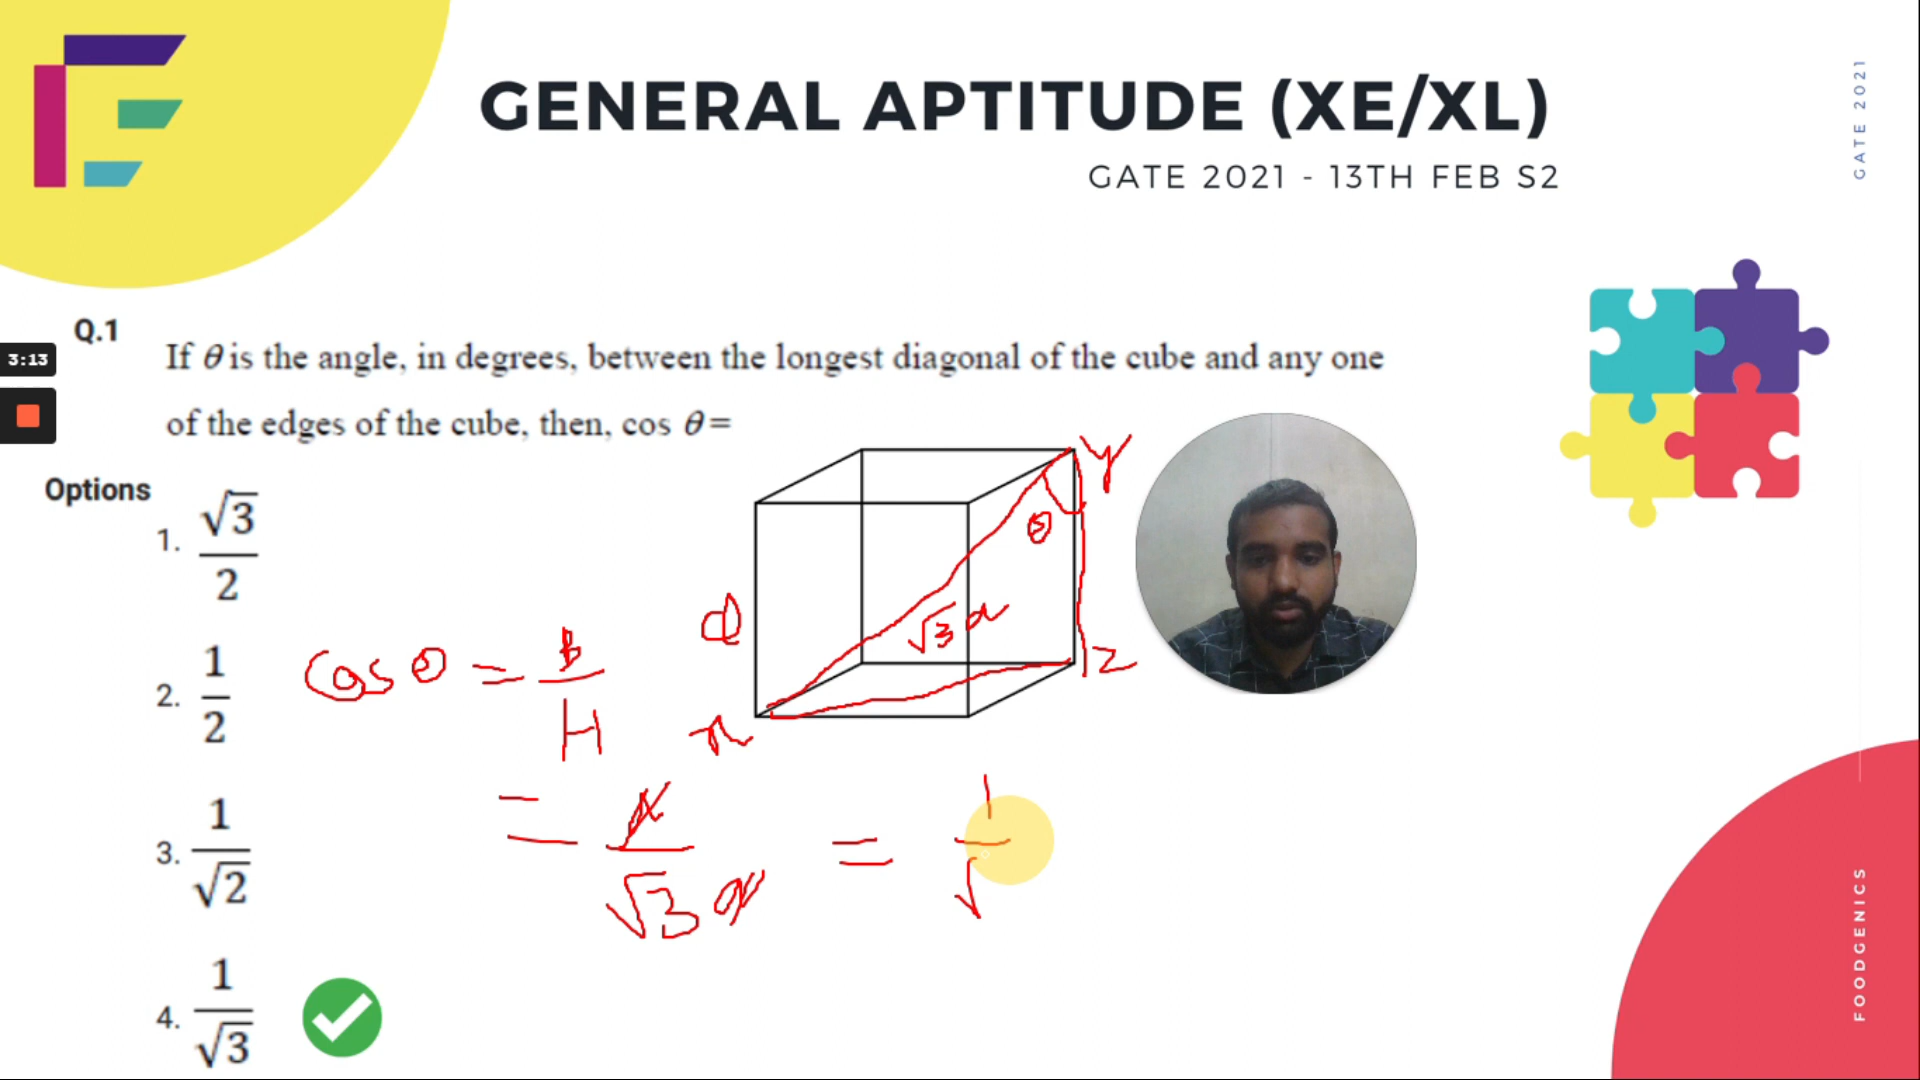 GENERAL APTITUDE (XE/XL)
GATE 2021 - 13TH FEB S2
GATE 2021
Q.1
If θ is the angle, in degrees, between the longest diagonal of the cube and any one
of the edges of the cube, then, cos θ =
3:13
Options
1. √3/2
2. 1/2
3. 1/√2
4. 1/√3
Cos θ = B/H
= a/√3 a = 1/√
Y
θ
√3 a
Z
x
FOODGENICS